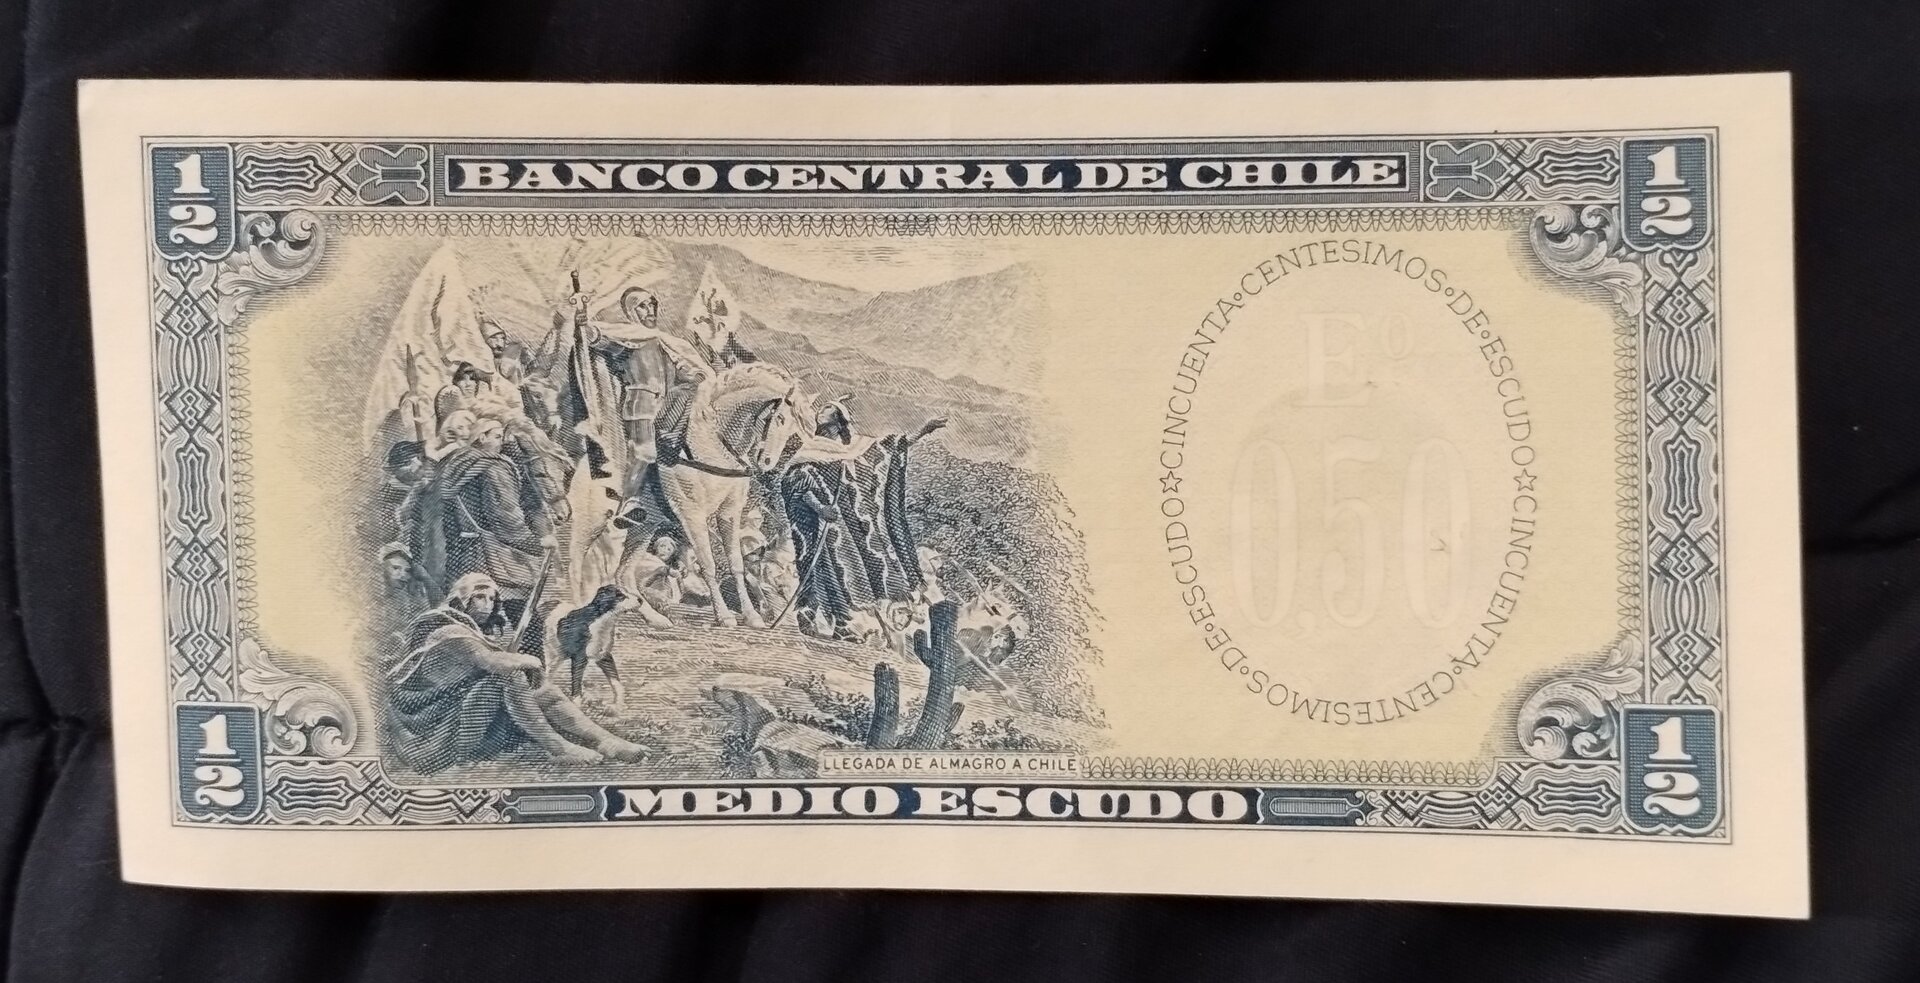 1/2
BANCO CENTRAL DE CHILE
1/2
CINCUENTA CENTESIMOS DE ESCUDO ☆ CINCUENTA CENTESIMOS DE ESCUDO ☆
Eº
0,50
LLEGADA DE ALMAGRO A CHILE
1/2
MEDIO ESCUDO
1/2